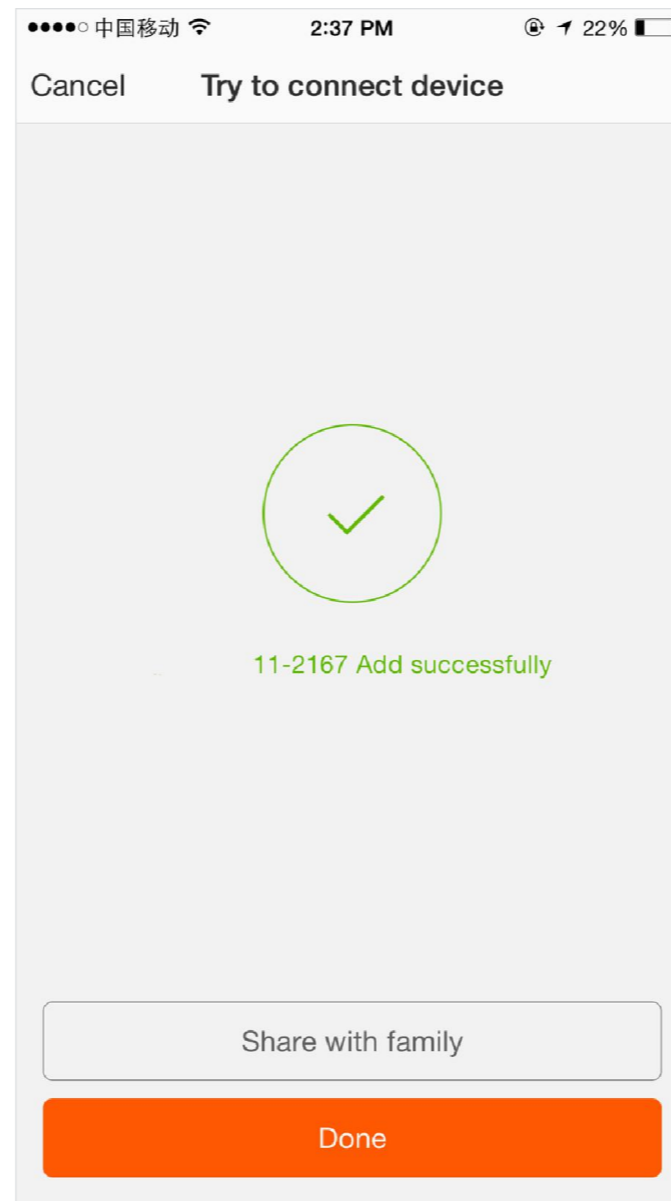 中国移动 2:37 PM 22%
Cancel Try to connect device
11-2167 Add successfully
Share with family
Done